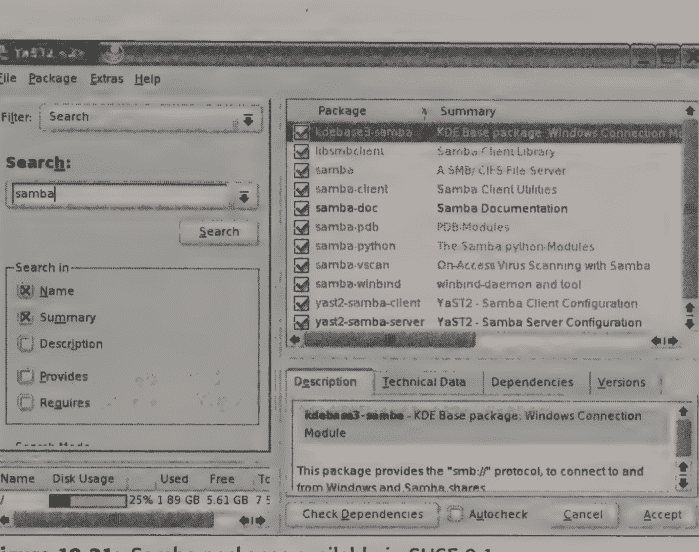 YaST2 <2>
File Package Extras Help
Filter: Search
Search:
samba
Search
Search in
Name
Summary
Description
Provides
Requires
Search Mode
Name Disk Usage Used Free To
/ 25% 1.89 GB 5.61 GB 7.5
Package Summary
kdebase3-samba KDE Base package: Windows Connection Mo
libsmbclient Samba Client Library
samba A SMB/ CIFS File Server
samba-client Samba Client Utilities
samba-doc Samba Documentation
samba-pdb PDB-Modules
samba-python The Samba python Modules
samba-vscan On-Access Virus Scanning with Samba
samba-winbind winbind-daemon and tool
yast2-samba-client YaST2 - Samba Client Configuration
yast2-samba-server YaST2 - Samba Server Configuration
Description Technical Data Dependencies Versions
kdebase3-samba - KDE Base package: Windows Connection
Module
This package provides the "smb://" protocol, to connect to and
from Windows and Samba shares.
Check Dependencies Autocheck Cancel Accept
Samba packages available in SUSE 9.1